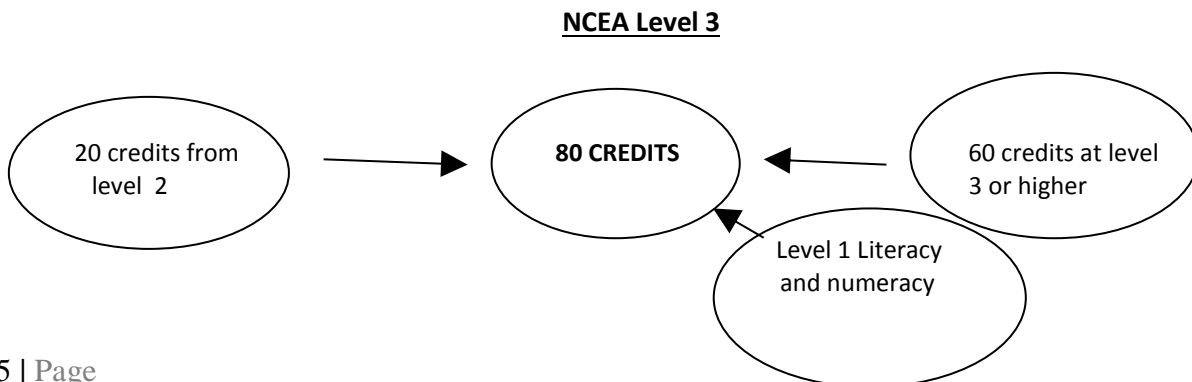 NCEA Level 3
20 credits from
level 2
80 CREDITS
60 credits at level
3 or higher
Level 1 Literacy
and numeracy
5 | Page